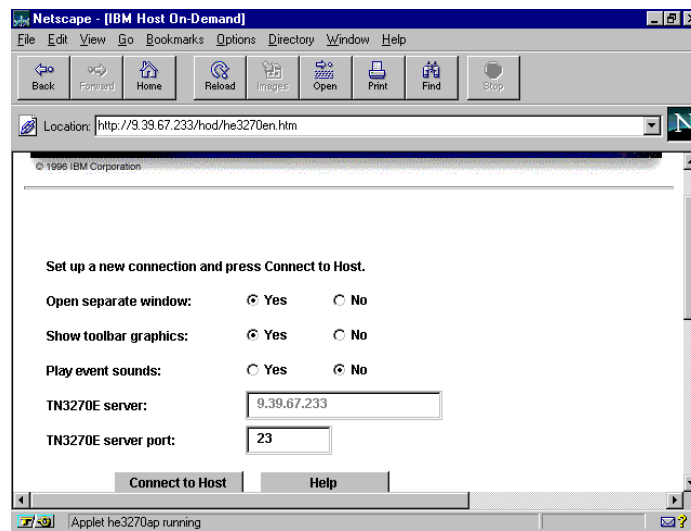 Netscape - [IBM Host On-Demand]
File Edit View Go Bookmarks Options Directory Window Help
Back Forward Home Reload Images Open Print Find Stop
Location: http://9.39.67.233/hod/he3270en.htm
N
© 1996 IBM Corporation
Set up a new connection and press Connect to Host.
Open separate window: Yes No
Show toolbar graphics: Yes No
Play event sounds: Yes No
TN3270E server: 9.39.67.233
TN3270E server port: 23
Connect to Host Help
Applet he3270ap running